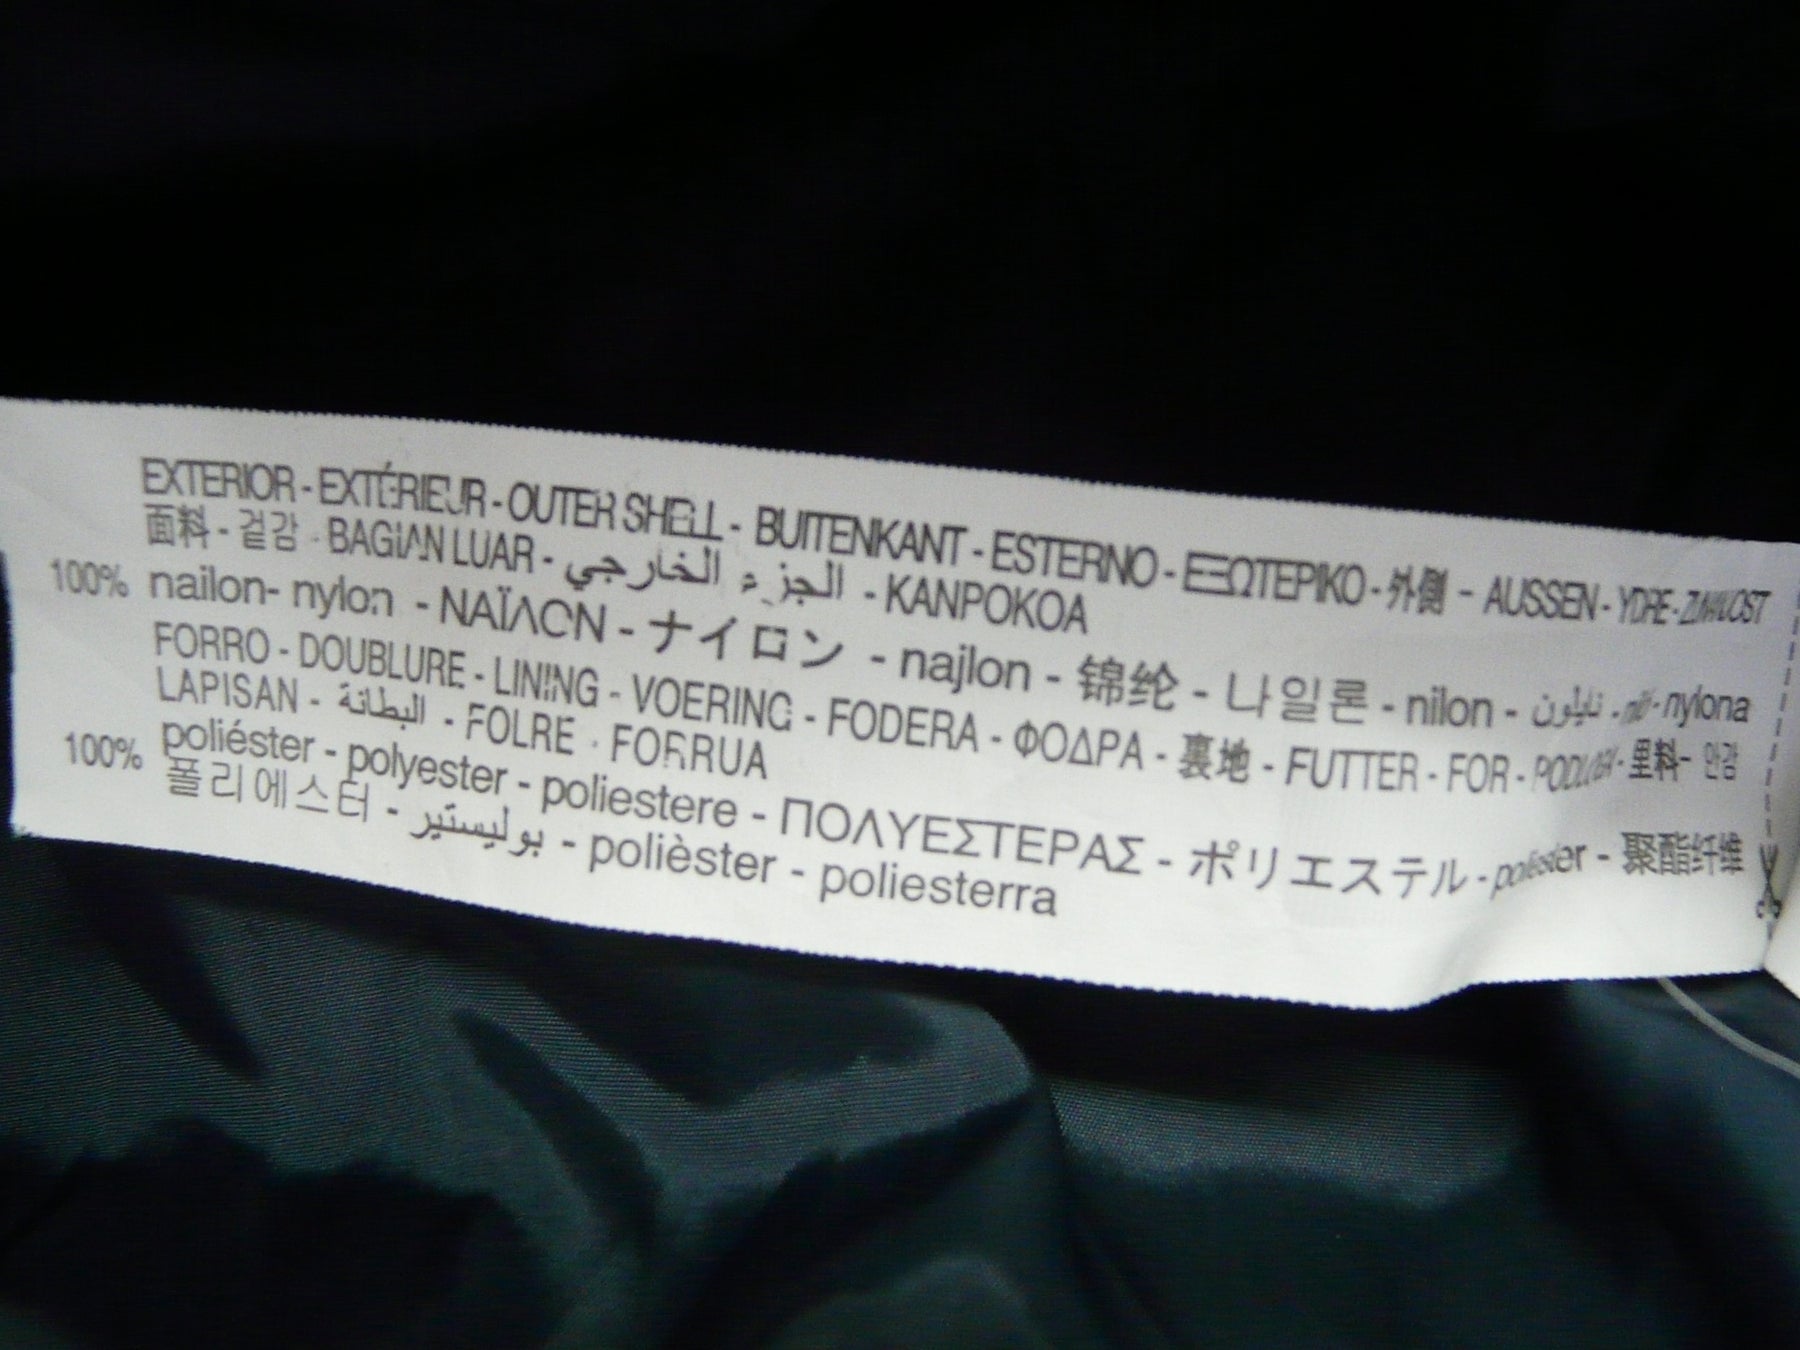 EXTERIOR - EXTÉRIEUR - OUTER SHELL - BUITENKANT - ESTERNO - ΕΞΩΤΕΡΙΚΟ - 外側 - AUSSEN - YDRE -
面料 - 겉감 - BAGIAN LUAR - الجزء الخارجي - KANPOKOA
100% nailon - nylon - ΝΑΪΛΟΝ - ナイロン - najlon - 锦纶 - 나일론 - nilon - نايلون - niló - nylona
FORRO - DOUBLURE - LINING - VOERING - FODERA - ΦΟΔΡΑ - 裏地 - FUTTER - FOR - - 里料 - 안감
LAPISAN - البطانة - FOLRE - FORRUA
100% poliéster - polyester - poliestere - ΠΟΛΥΕΣΤΕΡΑΣ - ポリエステル - poliester - 聚酯纤维
폴리에스터 - بوليستير - polièster - poliesterra